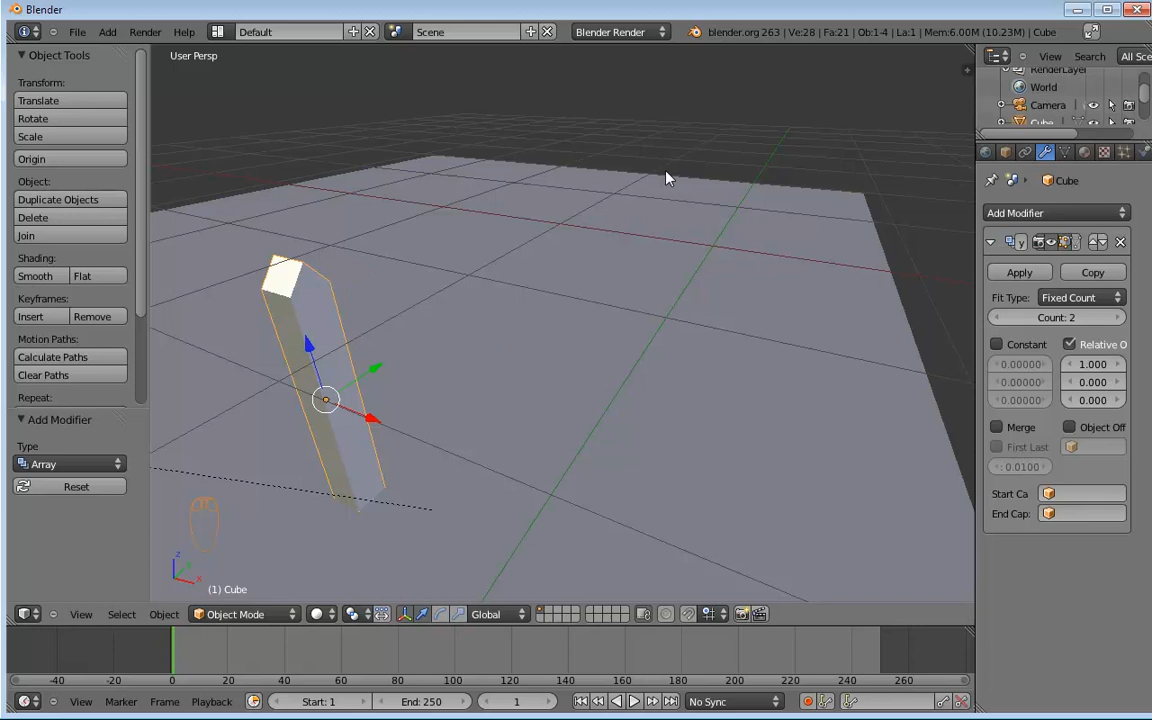 Blender
File Add Render Help Default Scene Blender Render blender.org 263 | Ve:28 | Fa:21 | Ob:1-4 | La:1 | Mem:6.00M (10.23M) | Cube
Object Tools
Transform:
Translate
Rotate
Scale
Origin
Object:
Duplicate Objects
Delete
Join
Shading:
Smooth Flat
Keyframes:
Insert Remove
Motion Paths:
Calculate Paths
Clear Paths
Repeat:
Add Modifier
Type
Array
Reset
User Persp
z
x
(1) Cube
View Select Object Object Mode Global
-40 -20 0 20 40 60 80 100 120 140 160 180 200 220 240 260
View Marker Frame Playback Start: 1 End: 250 1 No Sync
View Search All Sce
RenderLayer
World
Camera
Cube
Cube
Add Modifier
y
Apply Copy
Fit Type: Fixed Count
Count: 2
Constant Relative O
0.00000 1.000
0.00000 0.000
0.00000 0.000
Merge Object Off
First Last
: 0.0100
Start Ca
End Cap: